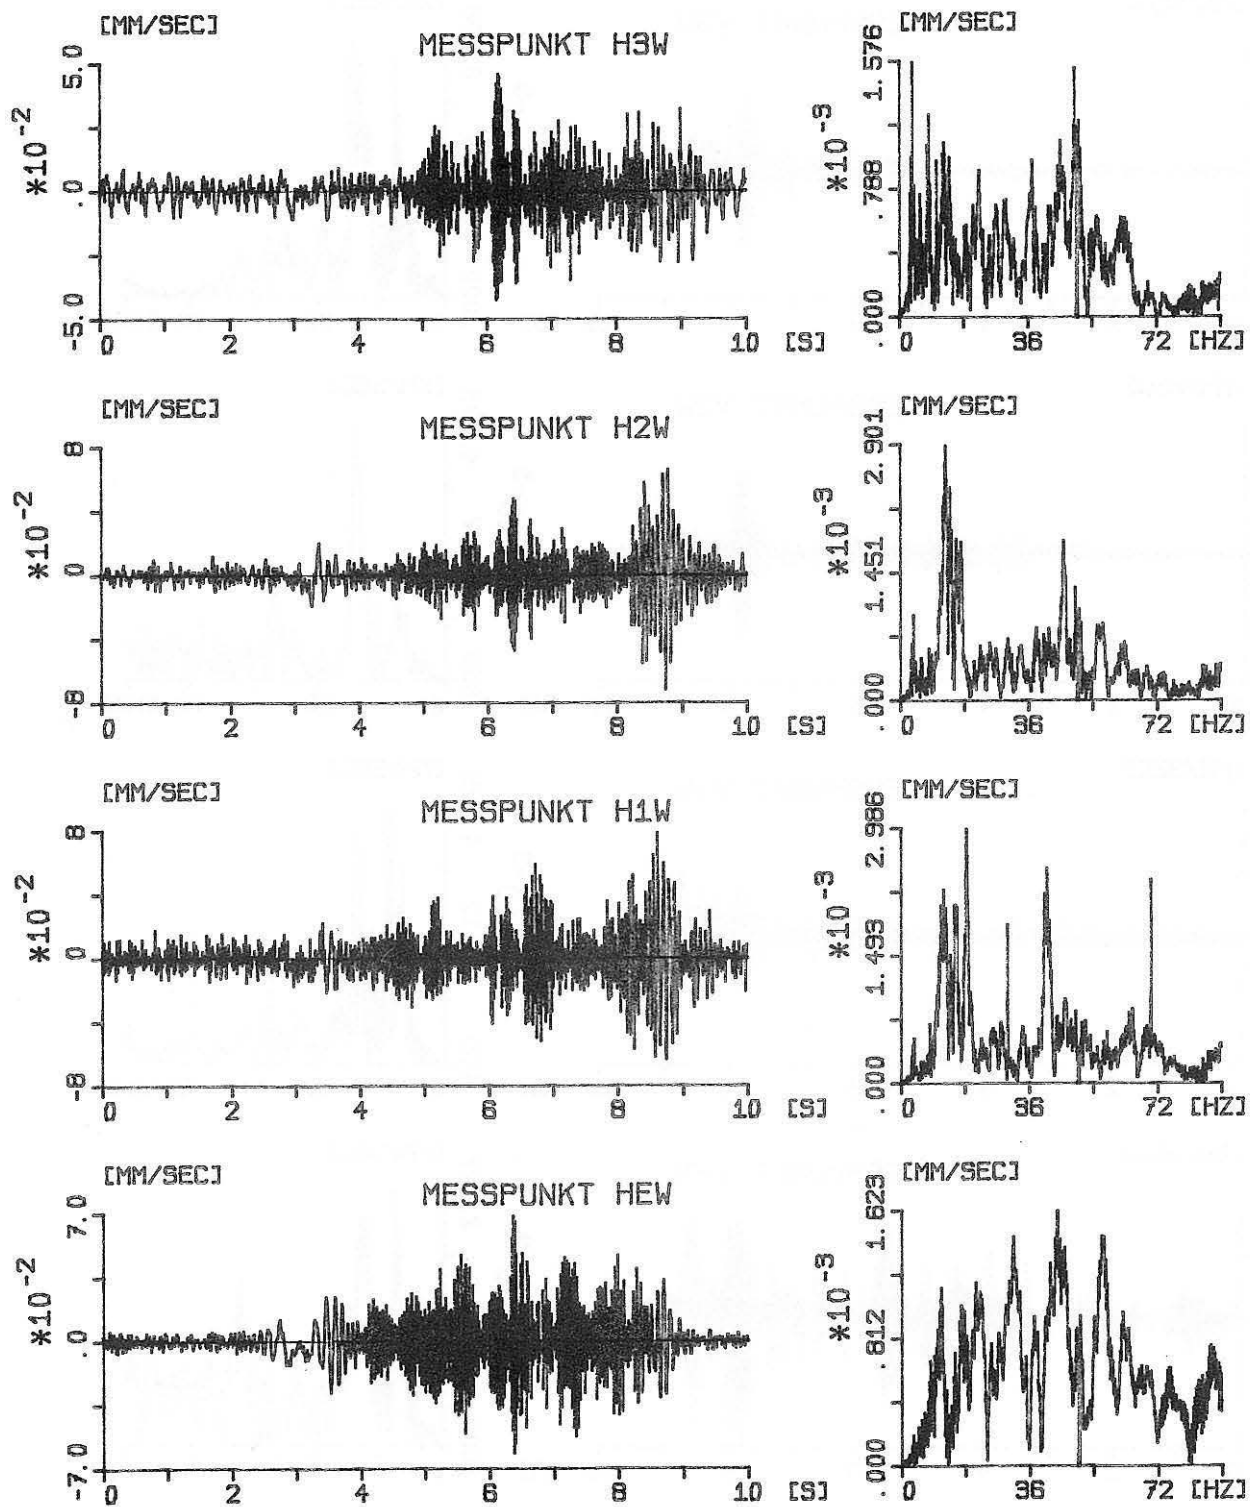 [MM/SEC]
MESSPUNKT H3W
*10-2
5.0
.0
-5.0
0 2 4 6 8 10 [S]
[MM/SEC]
*10-3
1.576
.788
.000
0 36 72 [HZ]
[MM/SEC]
MESSPUNKT H2W
*10-2
8
0
-8
0 2 4 6 8 10 [S]
[MM/SEC]
*10-3
2.901
1.451
.000
0 36 72 [HZ]
[MM/SEC]
MESSPUNKT H1W
*10-2
8
0
-8
0 2 4 6 8 10 [S]
[MM/SEC]
*10-3
2.986
1.493
.000
0 36 72 [HZ]
[MM/SEC]
MESSPUNKT HEW
*10-2
7.0
.0
-7.0
0 2 4 6 8 10 [S]
[MM/SEC]
*10-3
1.623
.812
.000
0 36 72 [HZ]